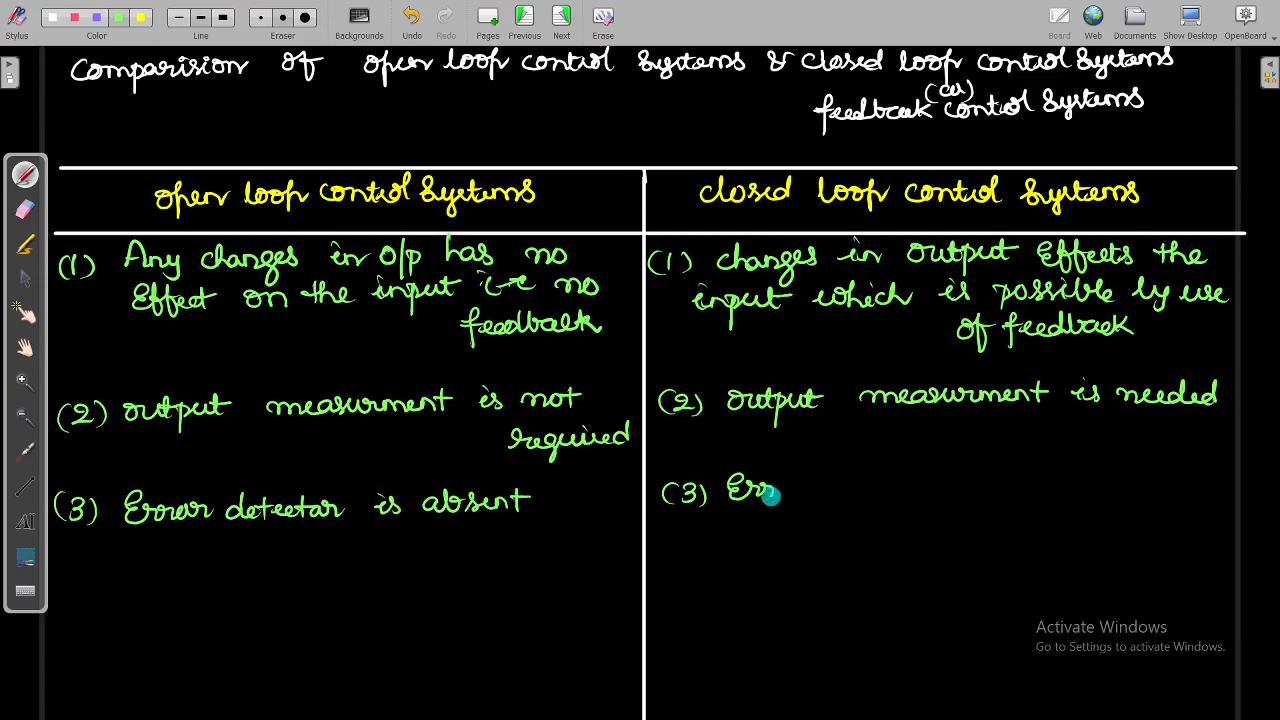 Stylus
Color
Line
Eraser
Backgrounds
Undo
Redo
Pages
Previous
Next
Erase
Board
Web
Documents
Show Desktop
OpenBoard
Comparision of open loop control systems & closed loop control systems
(or)
feedback control systems
open loop control systems
closed loop control systems
(1) Any changes in o/p has no
Effect on the input i-e no
feedback
(1) changes in output Effects the
input which is possible by use
of feedback
(2) output measurment is not
required
(2) output measurment is needed
(3) Error detector is absent
(3) Err
Activate Windows
Go to Settings to activate Windows.